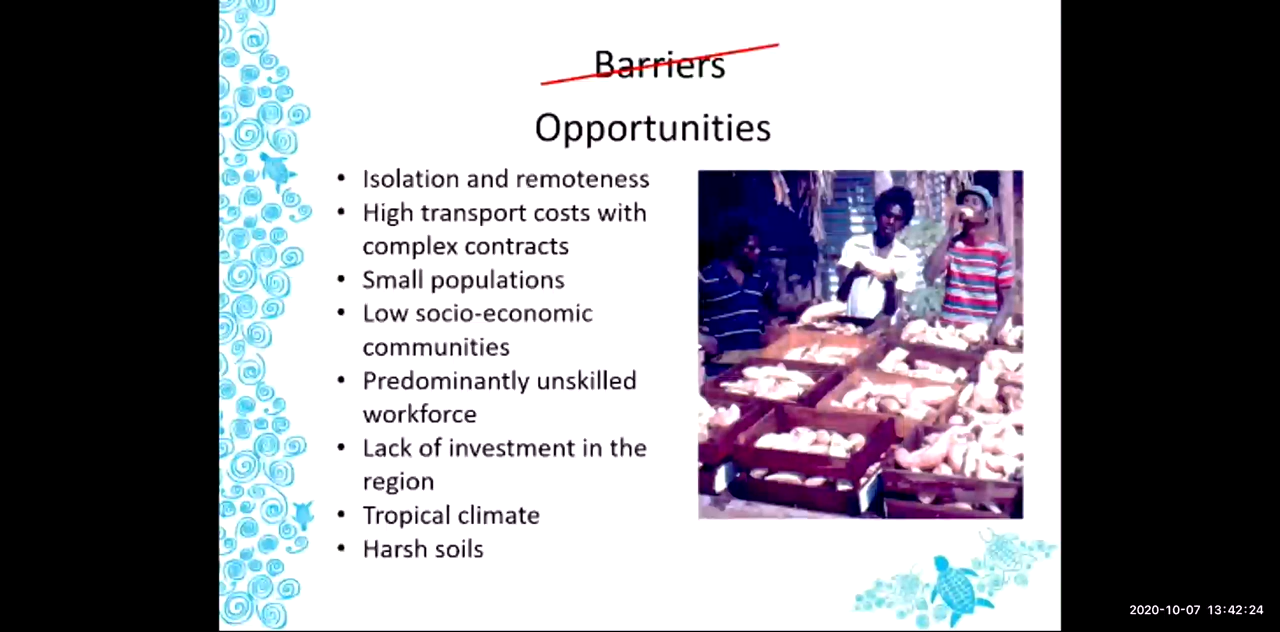 Barriers
Opportunities
• Isolation and remoteness
• High transport costs with
complex contracts
• Small populations
• Low socio-economic
communities
• Predominantly unskilled
workforce
• Lack of investment in the
region
• Tropical climate
• Harsh soils
2020-10-07 13:42:24